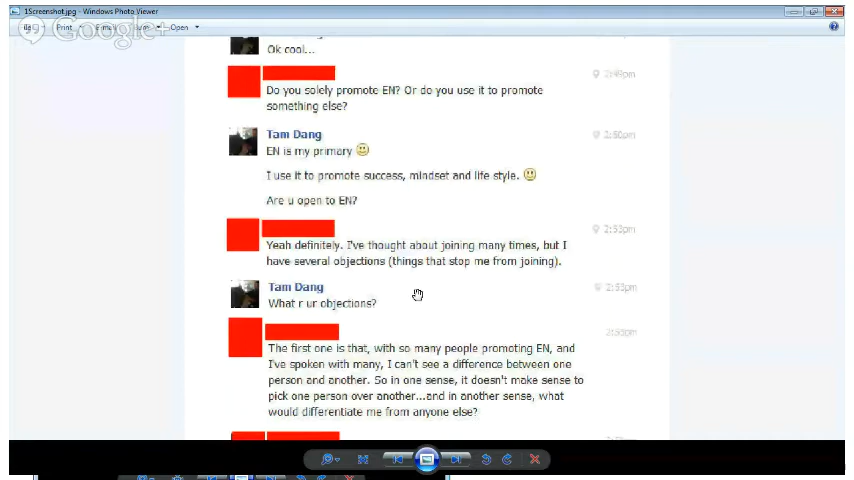 1Screenshot.jpg - Windows Photo Viewer
Print
Open
Google+
Ok cool...
2:49pm
Do you solely promote EN? Or do you use it to promote
something else?
Tam Dang
2:50pm
EN is my primary
I use it to promote success, mindset and life style.
Are u open to EN?
2:53pm
Yeah definitely. I've thought about joining many times, but I
have several objections (things that stop me from joining).
Tam Dang
2:53pm
What r ur objections?
The first one is that, with so many people promoting EN, and
I've spoken with many, I can't see a difference between one
person and another. So in one sense, it doesn't make sense to
pick one person over another...and in another sense, what
would differentiate me from anyone else?